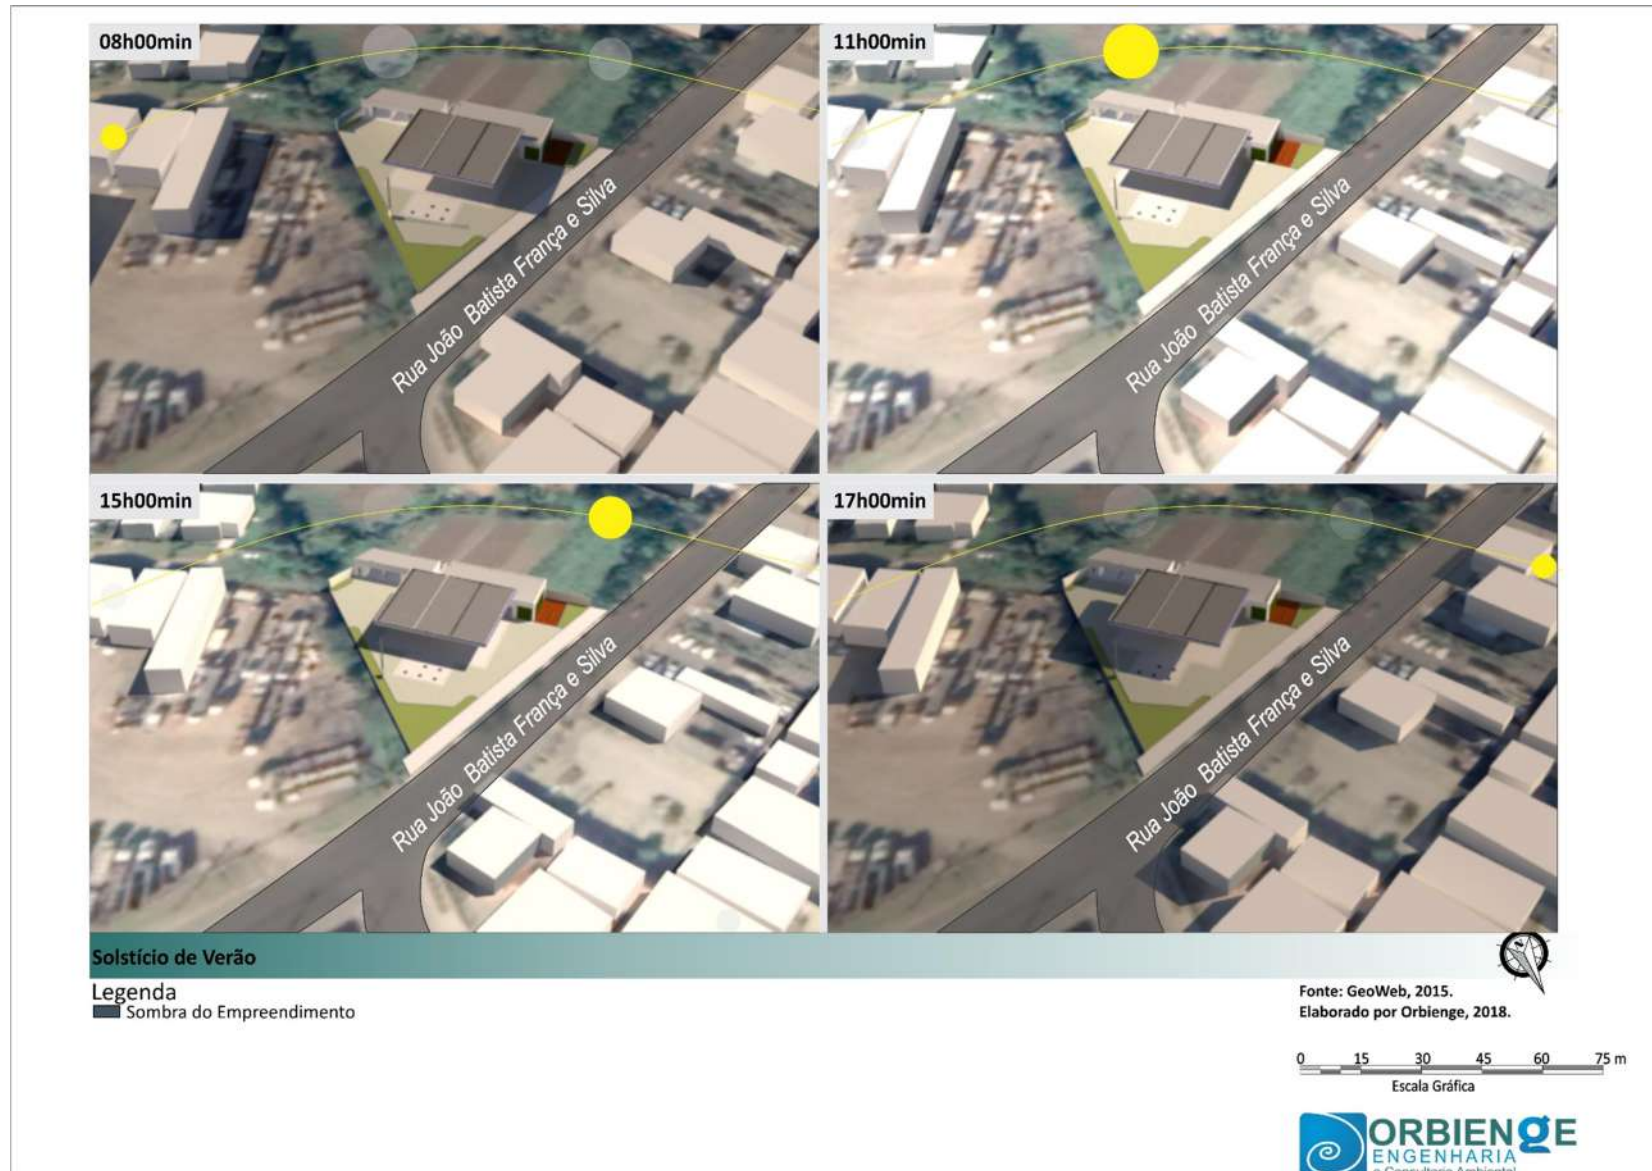 08h00min
Rua João Batista França e Silva
11h00min
Rua João Batista França e Silva
15h00min
Rua João Batista França e Silva
17h00min
Rua João Batista França e Silva
Solstício de Verão
N
Legenda
Sombra do Empreendimento
Fonte: GeoWeb, 2015.
Elaborado por Orbienge, 2018.
0 15 30 45 60 75 m
Escala Gráfica
ORBIENGE
ENGENHARIA
e Consultoria Ambiental